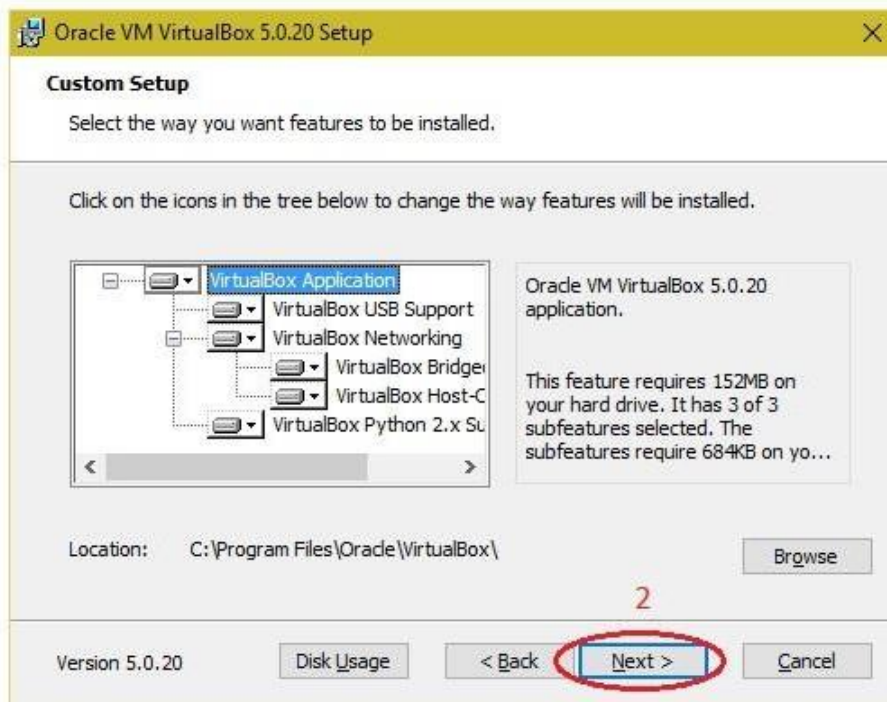 Oracle VM VirtualBox 5.0.20 Setup
Custom Setup
Select the way you want features to be installed.
Click on the icons in the tree below to change the way features will be installed.
VirtualBox Application
VirtualBox USB Support
VirtualBox Networking
VirtualBox Bridge
VirtualBox Host-C
VirtualBox Python 2.x Su
Oracle VM VirtualBox 5.0.20
application.
This feature requires 152MB on
your hard drive. It has 3 of 3
subfeatures selected. The
subfeatures require 684KB on yo...
Location: C:\Program Files\Oracle\VirtualBox\
Browse
2
Version 5.0.20 Disk Usage < Back Next > Cancel